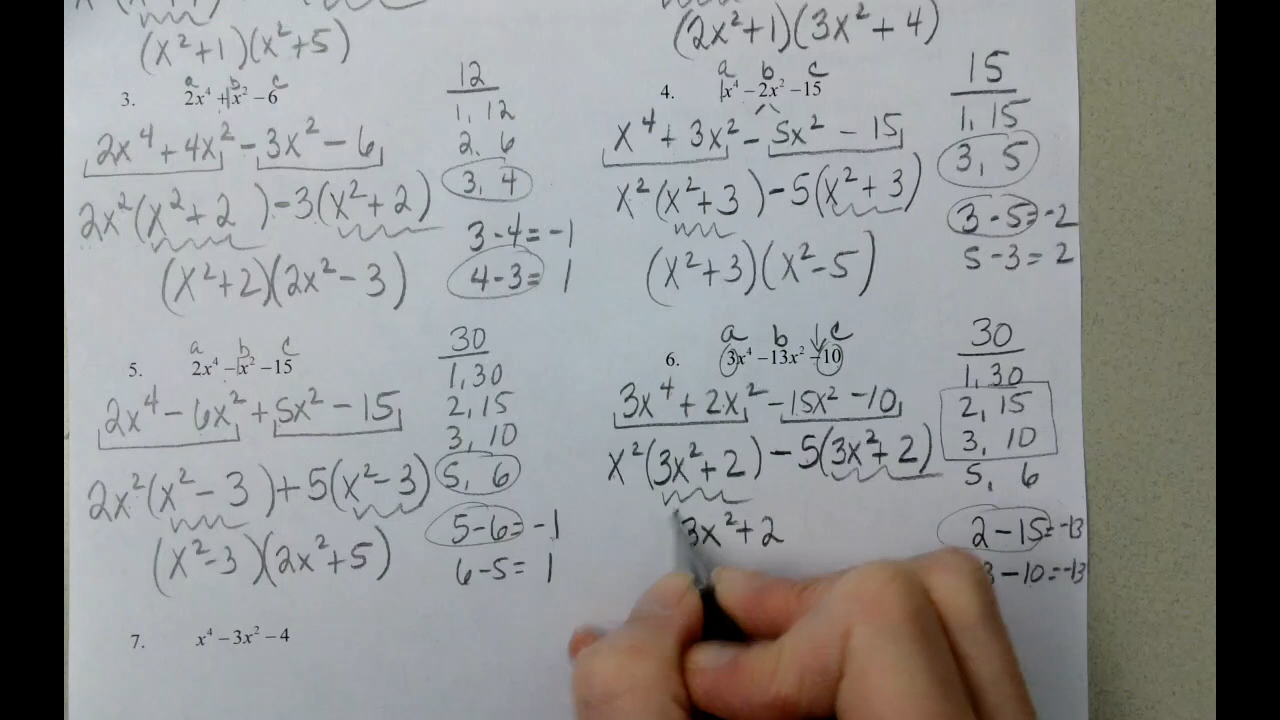 (x²+1)(x²+5)
(2x²+1)(3x²+4)
a b c
3. 2x⁴ + 1x² − 6
2x⁴ + 4x² − 3x² − 6
2x²(x²+2) − 3(x²+2)
(x²+2)(2x²−3)
12
1, 12
2, 6
3, 4
3−4=−1
4−3= 1
a b c
4. 1x⁴ − 2x² − 15
x⁴ + 3x² − 5x² − 15
x²(x²+3) − 5(x²+3)
(x²+3)(x²−5)
15
1, 15
3, 5
3−5=−2
5−3= 2
a b c
5. 2x⁴ − 1x² − 15
2x⁴ − 6x² + 5x² − 15
2x²(x²−3) + 5(x²−3)
(x²−3)(2x²+5)
30
1, 30
2, 15
3, 10
5, 6
5−6=−1
6−5= 1
a b ↓ c
6. 3x⁴ − 13x² − 10
3x⁴ + 2x² − 15x² − 10
x²(3x²+2) − 5(3x²+2)
3x²+2
30
1, 30
2, 15
3, 10
5, 6
2−15=−13
−10=−13
7. x⁴ − 3x² − 4